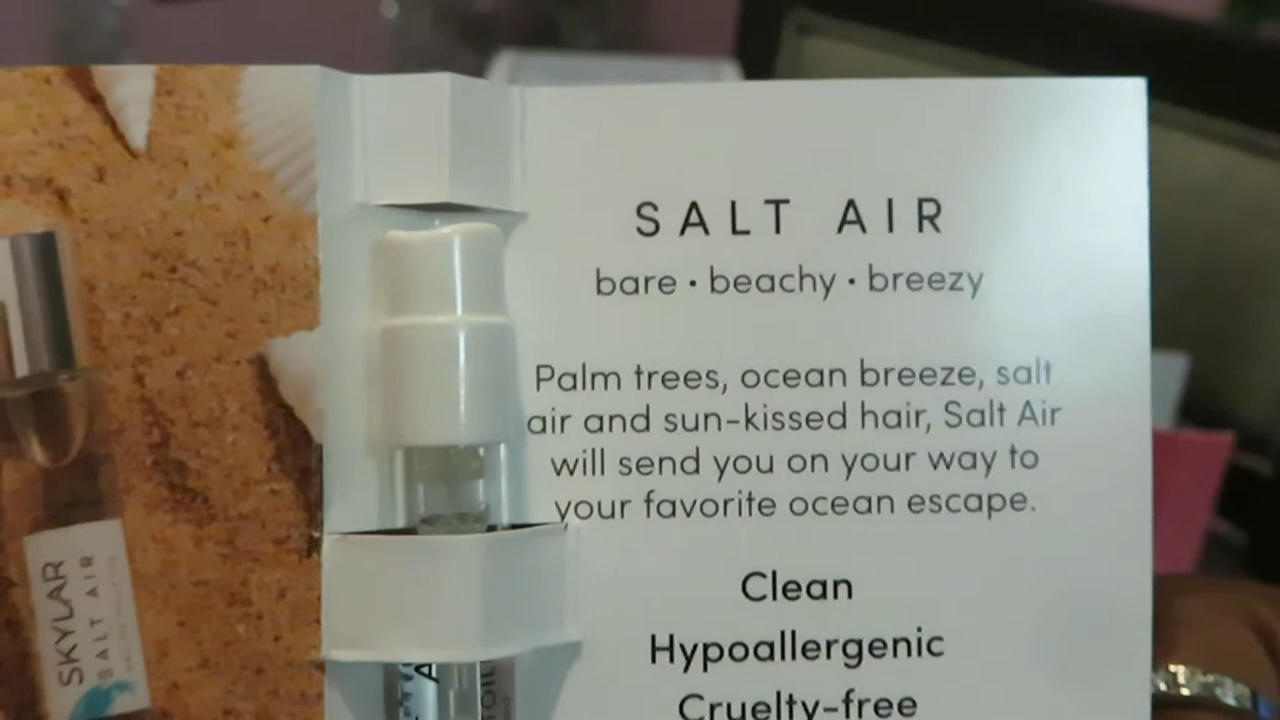 SALT AIR
bare • beachy • breezy
Palm trees, ocean breeze, salt
air and sun-kissed hair, Salt Air
will send you on your way to
your favorite ocean escape.
Clean
Hypoallergenic
Cruelty-free
SKYLAR
SALT AIR